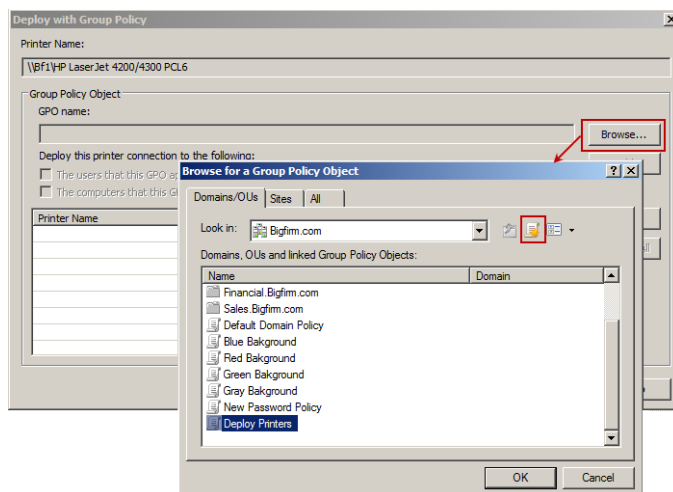 Deploy with Group Policy
Printer Name:
\\Bf1\HP LaserJet 4200/4300 PCL6
Group Policy Object
GPO name:
Browse...
Deploy this printer connection to the following:
The users that this GPO
The computers that this
Printer Name
Browse for a Group Policy Object
Domains/OUs
Sites
All
Look in:
Bigfirm.com
Domains, OUs and linked Group Policy Objects:
Name
Domain
Financial.Bigfirm.com
Sales.Bigfirm.com
Default Domain Policy
Blue Bakground
Red Bakground
Green Bakground
Gray Bakground
New Password Policy
Deploy Printers
OK
Cancel